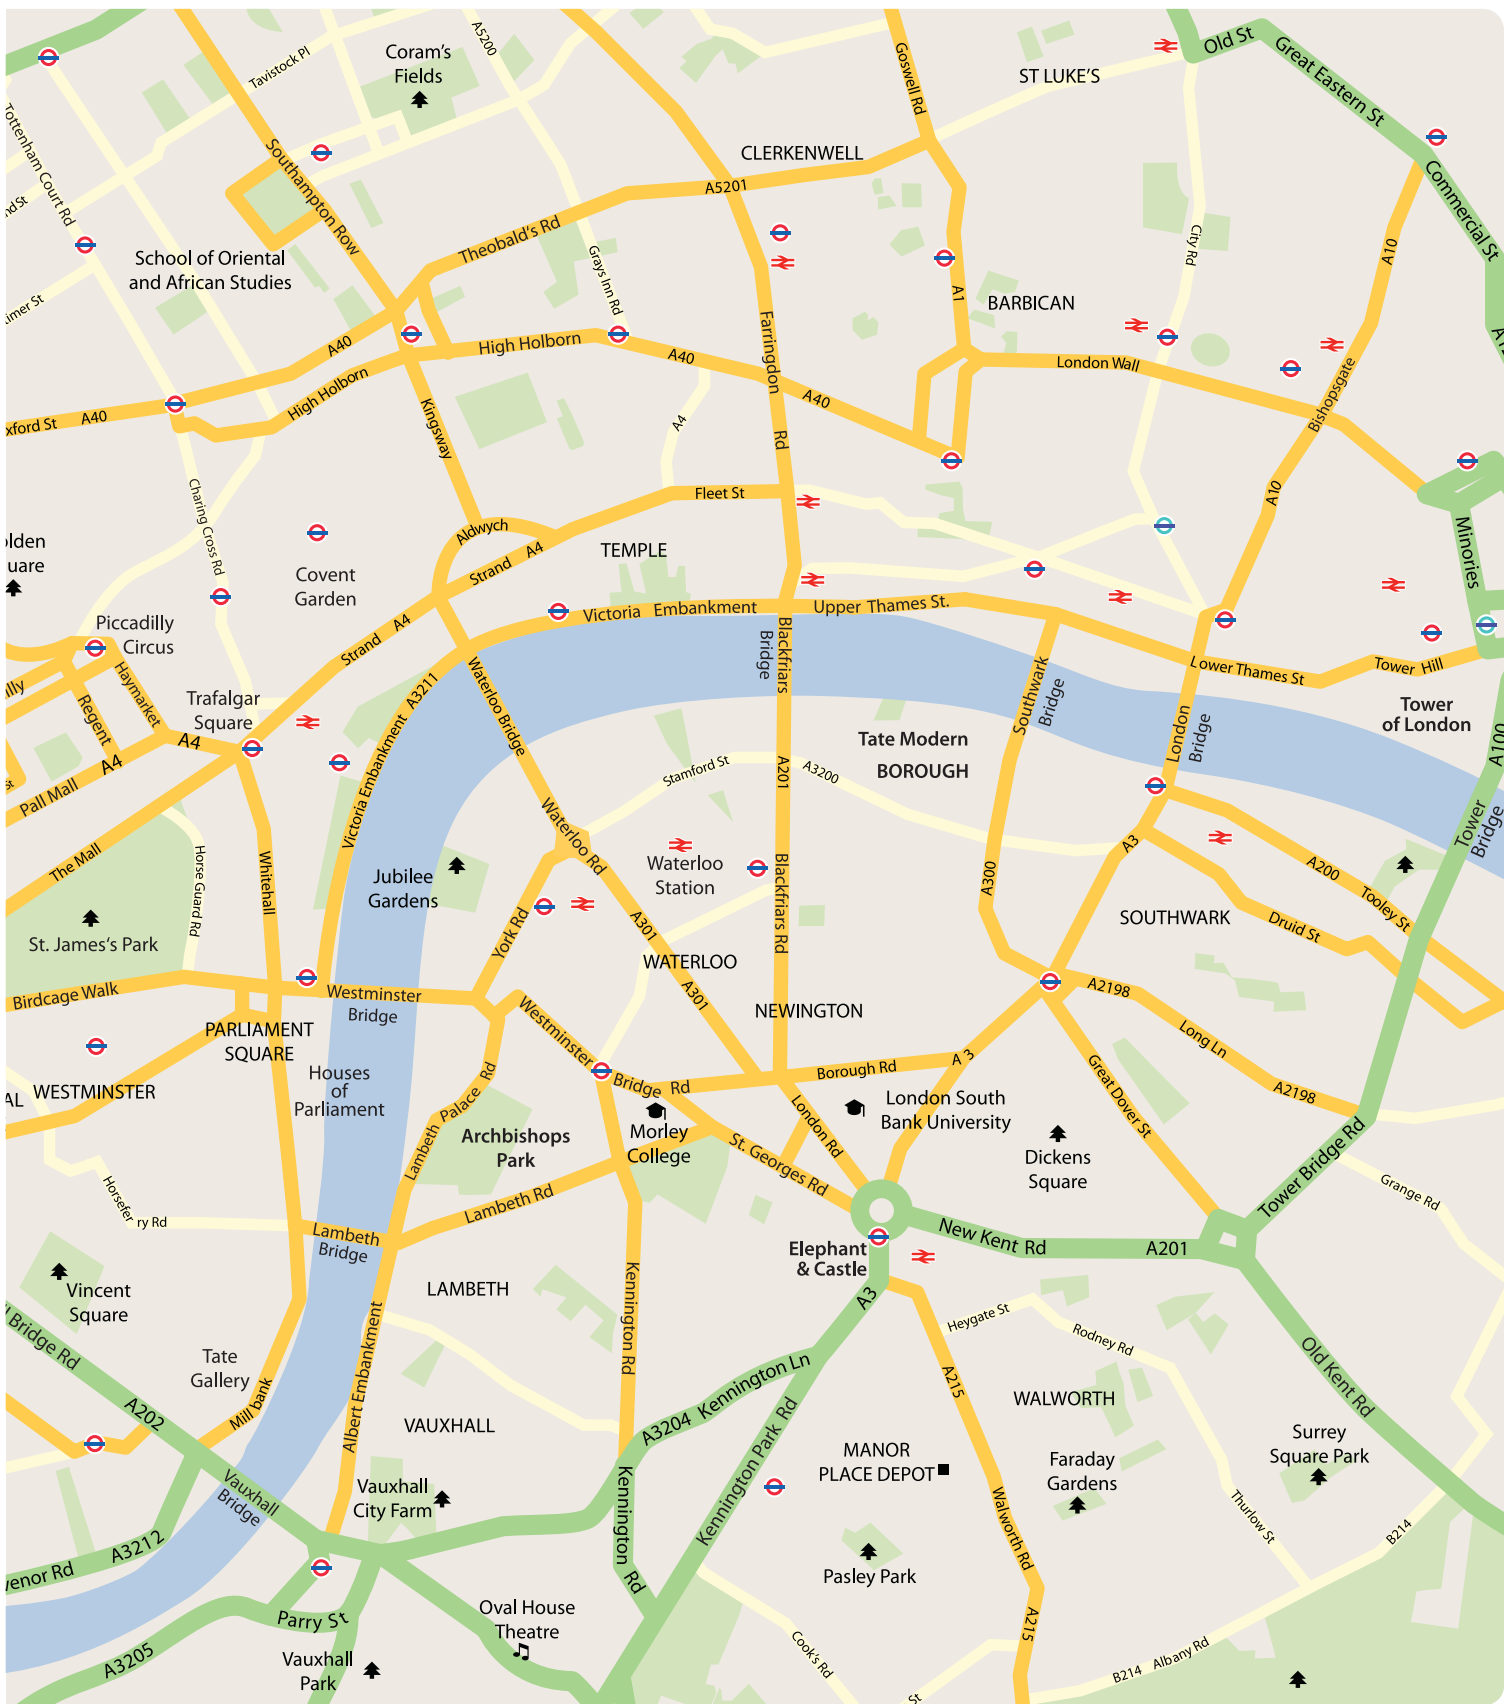 Old St
Great Eastern St
Goswell Rd
A5200
Tavistock Pl
Coram's
Fields
ST LUKE'S
Tottenham Court Rd
CLERKENWELL
A5201
Southampton Row
Commercial St
Theobald's Rd
School of Oriental
and African Studies
Grays Inn Rd
City Rd
A10
A1
BARBICAN
Farringdon
Rd
A40
High Holborn
A40
London Wall
High Holborn
A40
A40
Bishopsgate
Kingsway
A4
Fleet St
A10
Charing Cross Rd
Aldwych
Strand A4
TEMPLE
Minories
Covent
Garden
Victoria Embankment
Upper Thames St.
Piccadilly
Circus
Strand A4
Blackfriars
Bridge
Lower Thames St
Tower Hill
Haymarket
Regent
Trafalgar
Square
A3211
Waterloo Bridge
Southwark
Bridge
London
Bridge
Tower
of London
A100
A4
A4
Pall Mall
Victoria Embankment
Tate Modern
BOROUGH
Stamford St
A201
A3200
Tower
Bridge
The Mall
Whitehall
Horse Guard Rd
Waterloo Rd
Jubilee
Gardens
Waterloo
Station
Blackfriars Rd
A300
A3
A200
Tooley St
Druid St
SOUTHWARK
St. James's Park
York Rd
A301
WATERLOO
A301
Birdcage Walk
Westminster
Bridge
Westminster
Bridge Rd
NEWINGTON
A2198
Long Ln
A2198
PARLIAMENT
SQUARE
WESTMINSTER
Houses
of
Parliament
Lambeth Palace Rd
Borough Rd
A 3
Great Dover St
London South
Bank University
Archbishops
Park
Morley
College
London Rd
St. Georges Rd
Dickens
Square
Tower Bridge Rd
Grange Rd
Horsefer
ry Rd
Lambeth Rd
Lambeth
Bridge
Elephant
& Castle
New Kent Rd
A201
Vincent
Square
LAMBETH
Kennington Rd
A3
Heygate St
Rodney Rd
Bridge Rd
Tate
Gallery
Mill bank
Albert Embankment
A202
A3204 Kennington Ln
A215
WALWORTH
Old Kent Rd
VAUXHALL
Kennington Park Rd
MANOR
PLACE DEPOT
Faraday
Gardens
Surrey
Square Park
Vauxhall
Bridge
Vauxhall
City Farm
Kennington Rd
Walworth Rd
Thurlow St
B214
A3212
Pasley Park
Parry St
Oval House
Theatre
A3205
Vauxhall
Park
Cook's Rd
A215
B214 Albany Rd
St